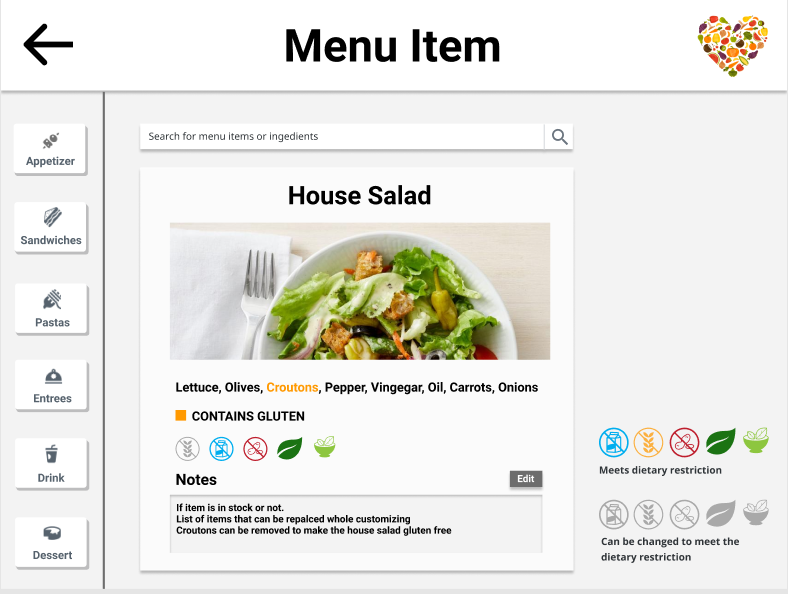 Menu Item
Search for menu items or ingedients
Appetizer
Sandwiches
Pastas
Entrees
Drink
Dessert
House Salad
Lettuce, Olives, Croutons, Pepper, Vingegar, Oil, Carrots, Onions
CONTAINS GLUTEN
Notes
Edit
If item is in stock or not.
List of items that can be repalced whole customizing
Croutons can be removed to make the house salad gluten free
Meets dietary restriction
Can be changed to meet the
dietary restriction